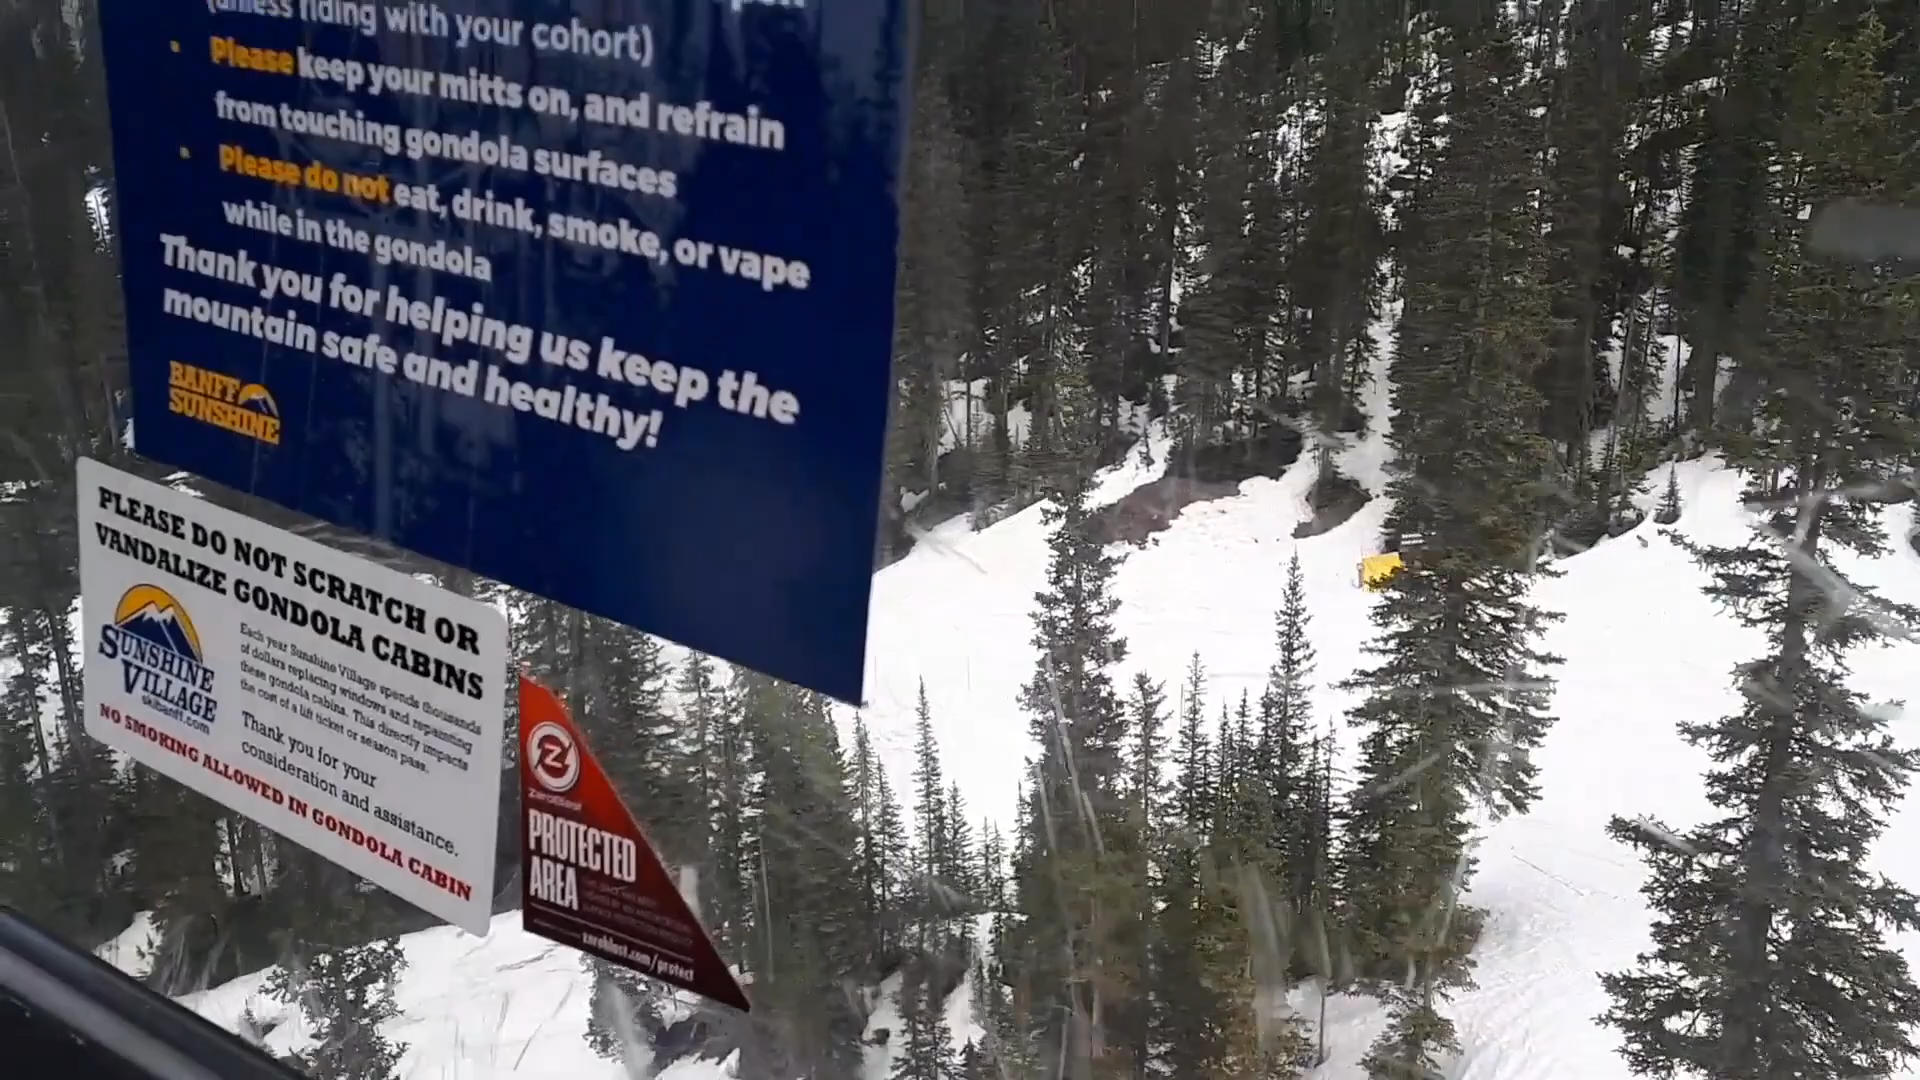 (unless riding with your cohort)
Please keep your mitts on, and refrain
from touching gondola surfaces
Please do not eat, drink, smoke, or vape
while in the gondola
Thank you for helping us keep the
mountain safe and healthy!
BANFF
SUNSHINE
PLEASE DO NOT SCRATCH OR
VANDALIZE GONDOLA CABINS
SUNSHINE
VILLAGE
skibanff.com
Each year Sunshine Village spends thousands
of dollars replacing windows and repainting
these gondola cabins. This directly impacts
the cost of a lift ticket or season pass.
Thank you for your
consideration and assistance.
NO SMOKING ALLOWED IN GONDOLA CABIN
Z
ZeroBlast
PROTECTED
AREA
zeroblast.com/protect